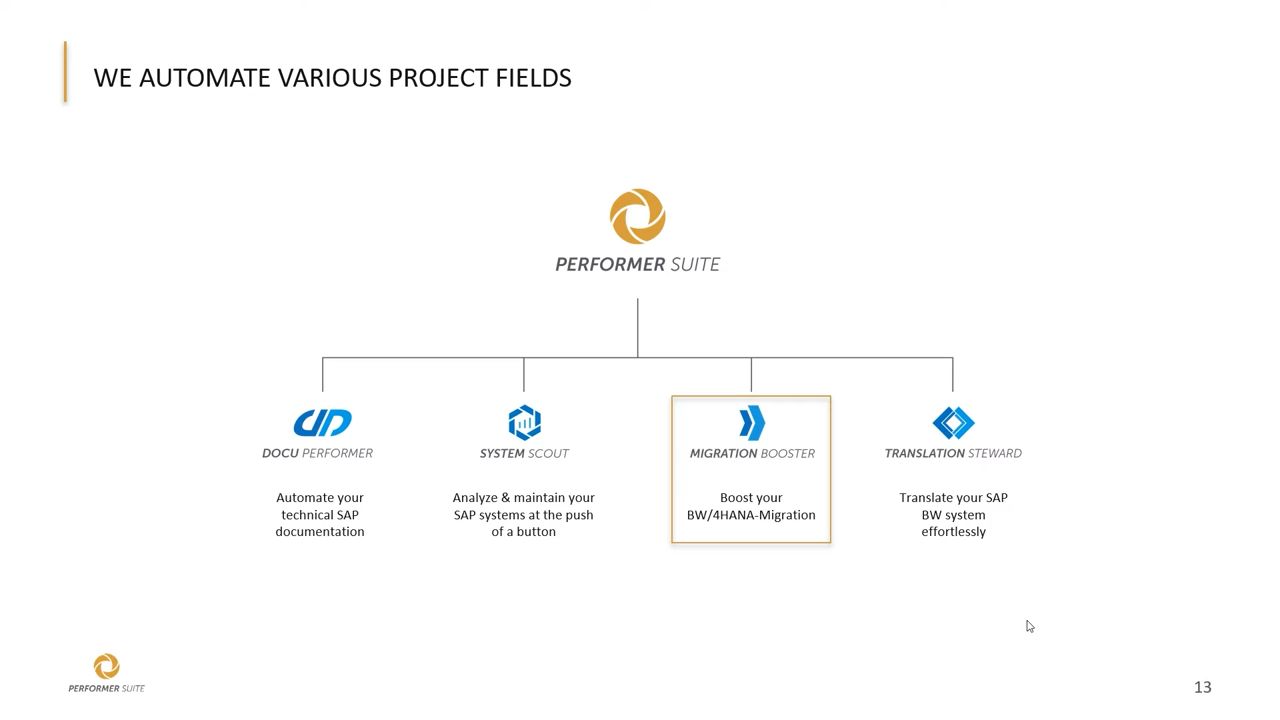 WE AUTOMATE VARIOUS PROJECT FIELDS
PERFORMER SUITE
DOCU PERFORMER
Automate your
technical SAP
documentation
SYSTEM SCOUT
Analyze & maintain your
SAP systems at the push
of a button
MIGRATION BOOSTER
Boost your
BW/4HANA-Migration
TRANSLATION STEWARD
Translate your SAP
BW system
effortlessly
PERFORMER SUITE
13